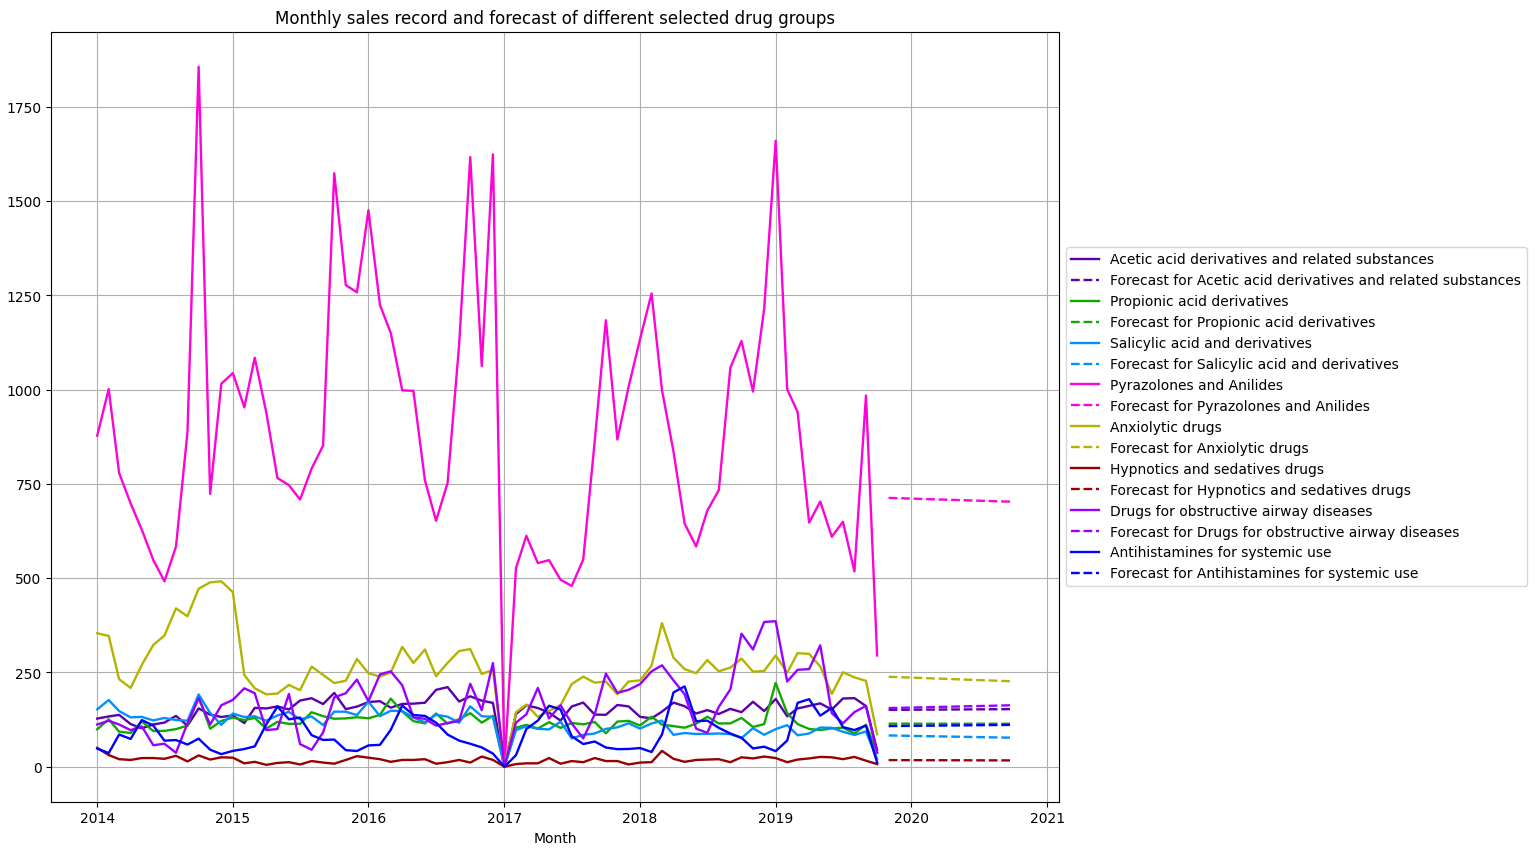 Monthly sales record and forecast of different selected drug groups
1750
1500
1250
1000
750
500
250
0
2014 2015 2016 2017 2018 2019 2020 2021
Month
Acetic acid derivatives and related substances
Forecast for Acetic acid derivatives and related substances
Propionic acid derivatives
Forecast for Propionic acid derivatives
Salicylic acid and derivatives
Forecast for Salicylic acid and derivatives
Pyrazolones and Anilides
Forecast for Pyrazolones and Anilides
Anxiolytic drugs
Forecast for Anxiolytic drugs
Hypnotics and sedatives drugs
Forecast for Hypnotics and sedatives drugs
Drugs for obstructive airway diseases
Forecast for Drugs for obstructive airway diseases
Antihistamines for systemic use
Forecast for Antihistamines for systemic use